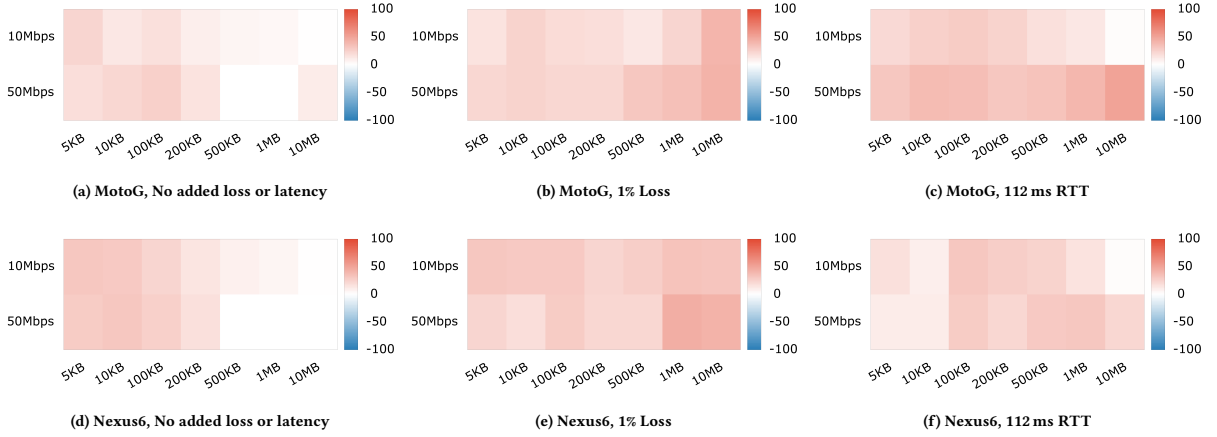 10Mbps
50Mbps
5KB
10KB
100KB
200KB
500KB
1MB
10MB
100
50
0
-50
-100
(a) MotoG, No added loss or latency
10Mbps
50Mbps
5KB
10KB
100KB
200KB
500KB
1MB
10MB
100
50
0
-50
-100
(b) MotoG, 1% Loss
10Mbps
50Mbps
5KB
10KB
100KB
200KB
500KB
1MB
10MB
100
50
0
-50
-100
(c) MotoG, 112 ms RTT
10Mbps
50Mbps
5KB
10KB
100KB
200KB
500KB
1MB
10MB
100
50
0
-50
-100
(d) Nexus6, No added loss or latency
10Mbps
50Mbps
5KB
10KB
100KB
200KB
500KB
1MB
10MB
100
50
0
-50
-100
(e) Nexus6, 1% Loss
10Mbps
50Mbps
5KB
10KB
100KB
200KB
500KB
1MB
10MB
100
50
0
-50
-100
(f) Nexus6, 112 ms RTT